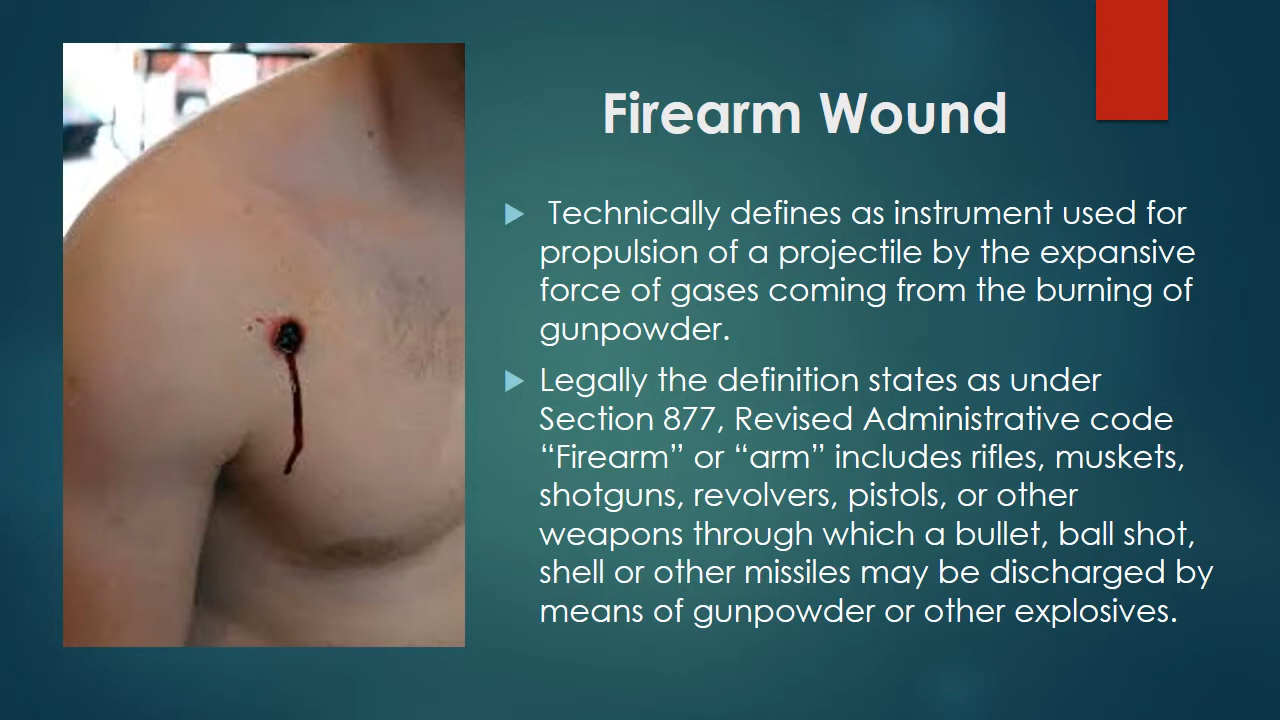 Firearm Wound
Technically defines as instrument used for
propulsion of a projectile by the expansive
force of gases coming from the burning of
gunpowder.
Legally the definition states as under
Section 877, Revised Administrative code
“Firearm” or “arm” includes rifles, muskets,
shotguns, revolvers, pistols, or other
weapons through which a bullet, ball shot,
shell or other missiles may be discharged by
means of gunpowder or other explosives.